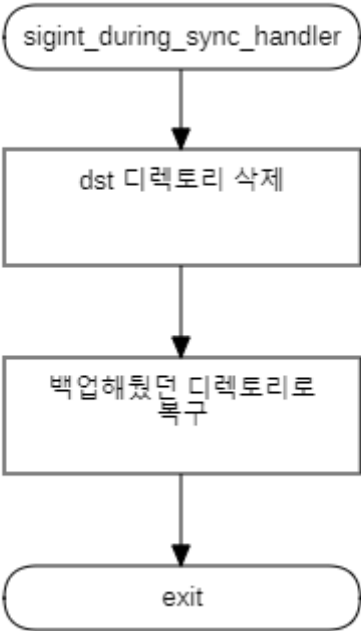 sigint_during_sync_handler
dst 디렉토리 삭제
백업해뒀던 디렉토리로
복구
exit